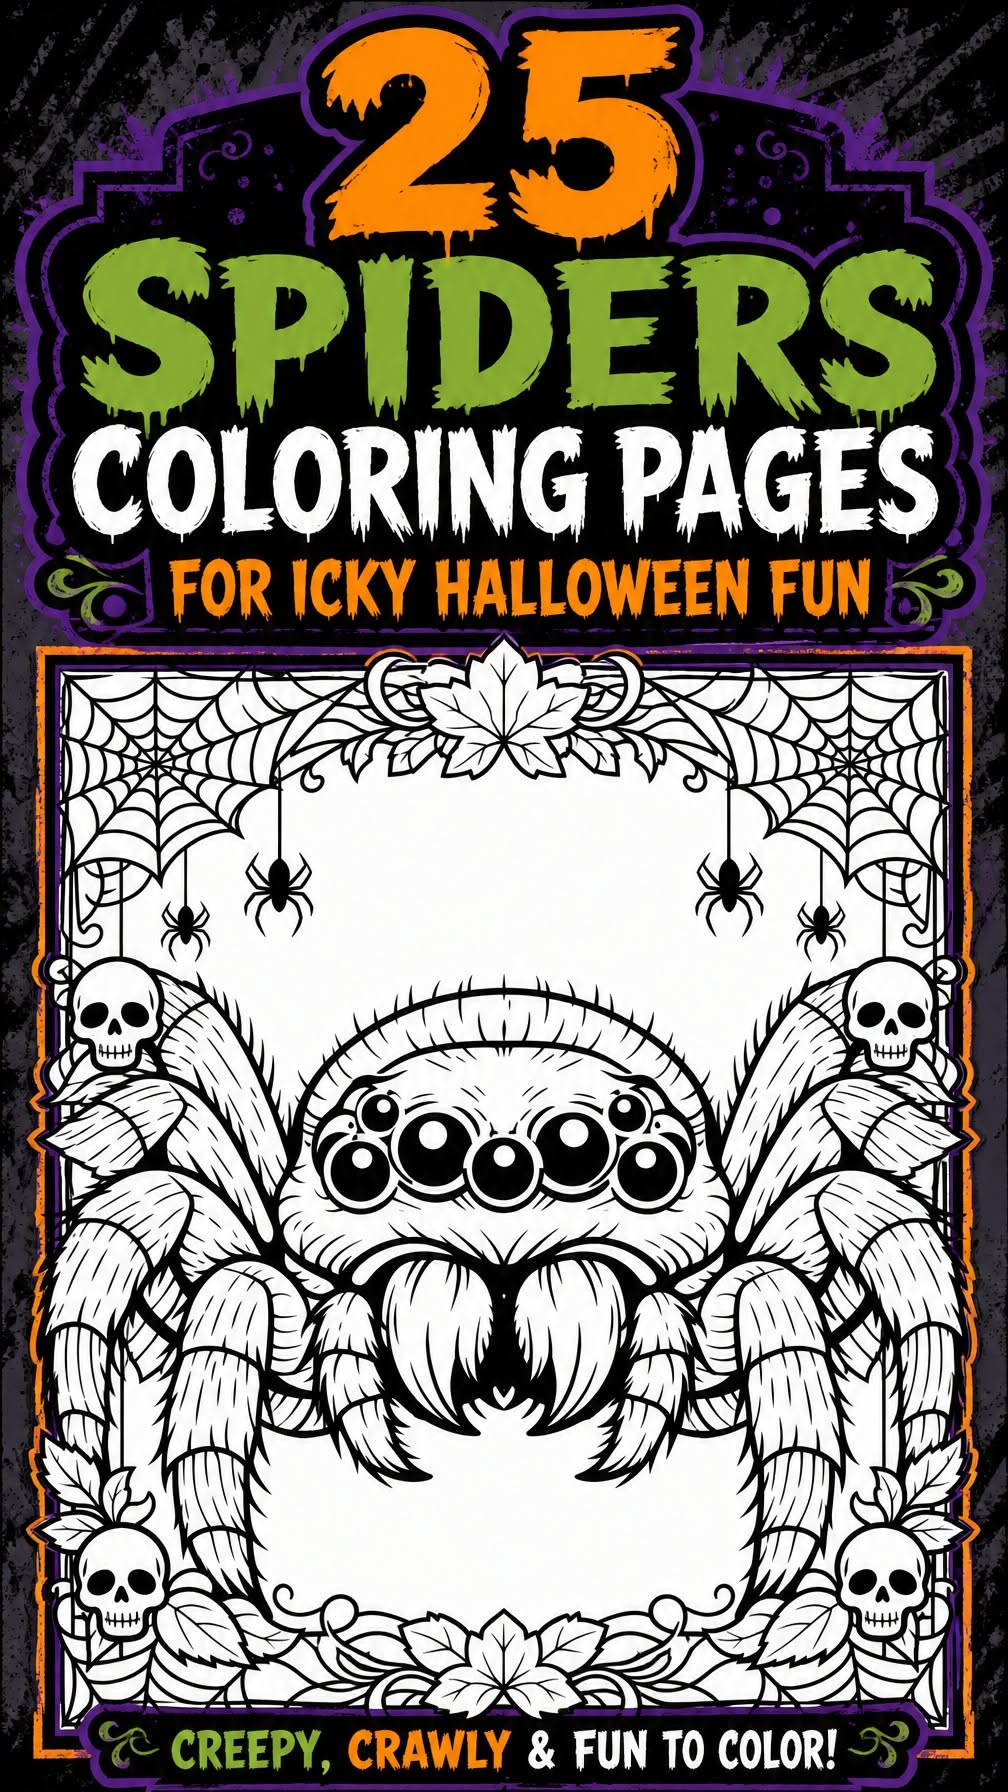 25
SPIDERS
COLORING PAGES
FOR ICKY HALLOWEEN FUN
CREEPY, CRAWLY & FUN TO COLOR!